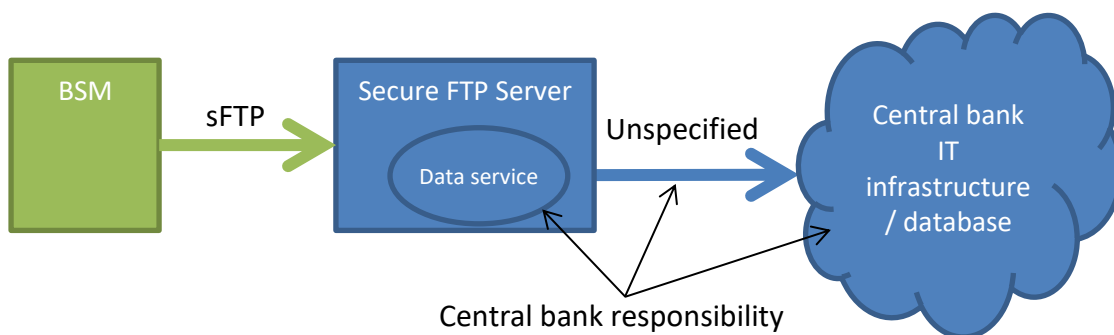 BSM
sFTP
Secure FTP Server
Data service
Unspecified
Central bank
IT
infrastructure
/ database
Central bank responsibility